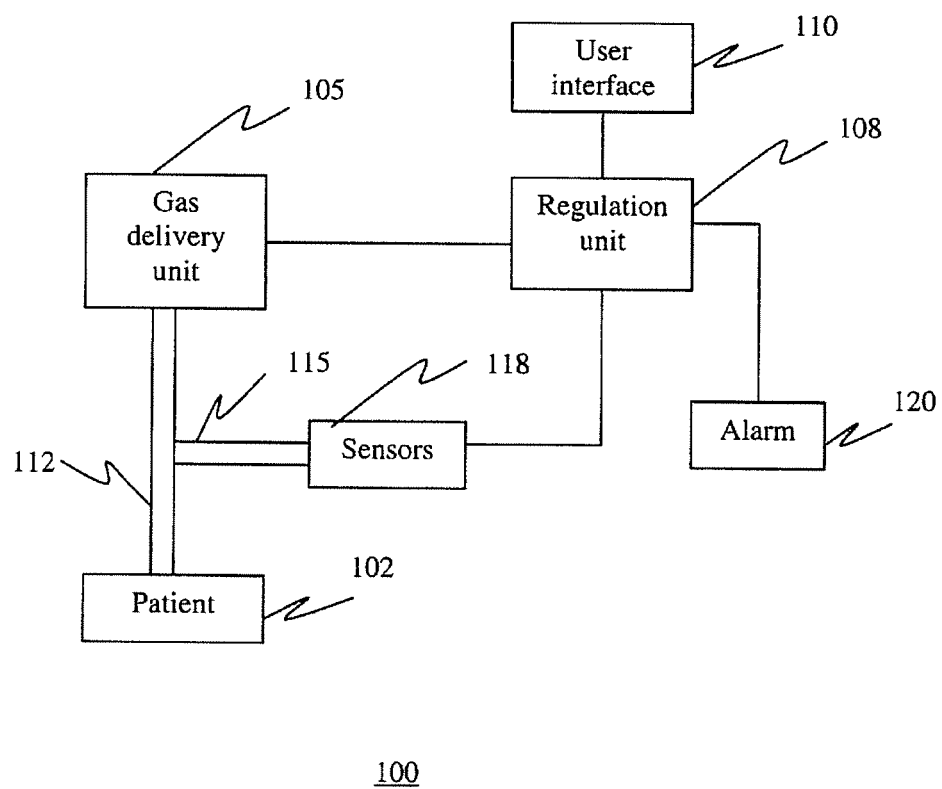 110
User
interface
105
108
Gas
delivery
unit
Regulation
unit
115
118
120
Alarm
Sensors
112
102
Patient
100